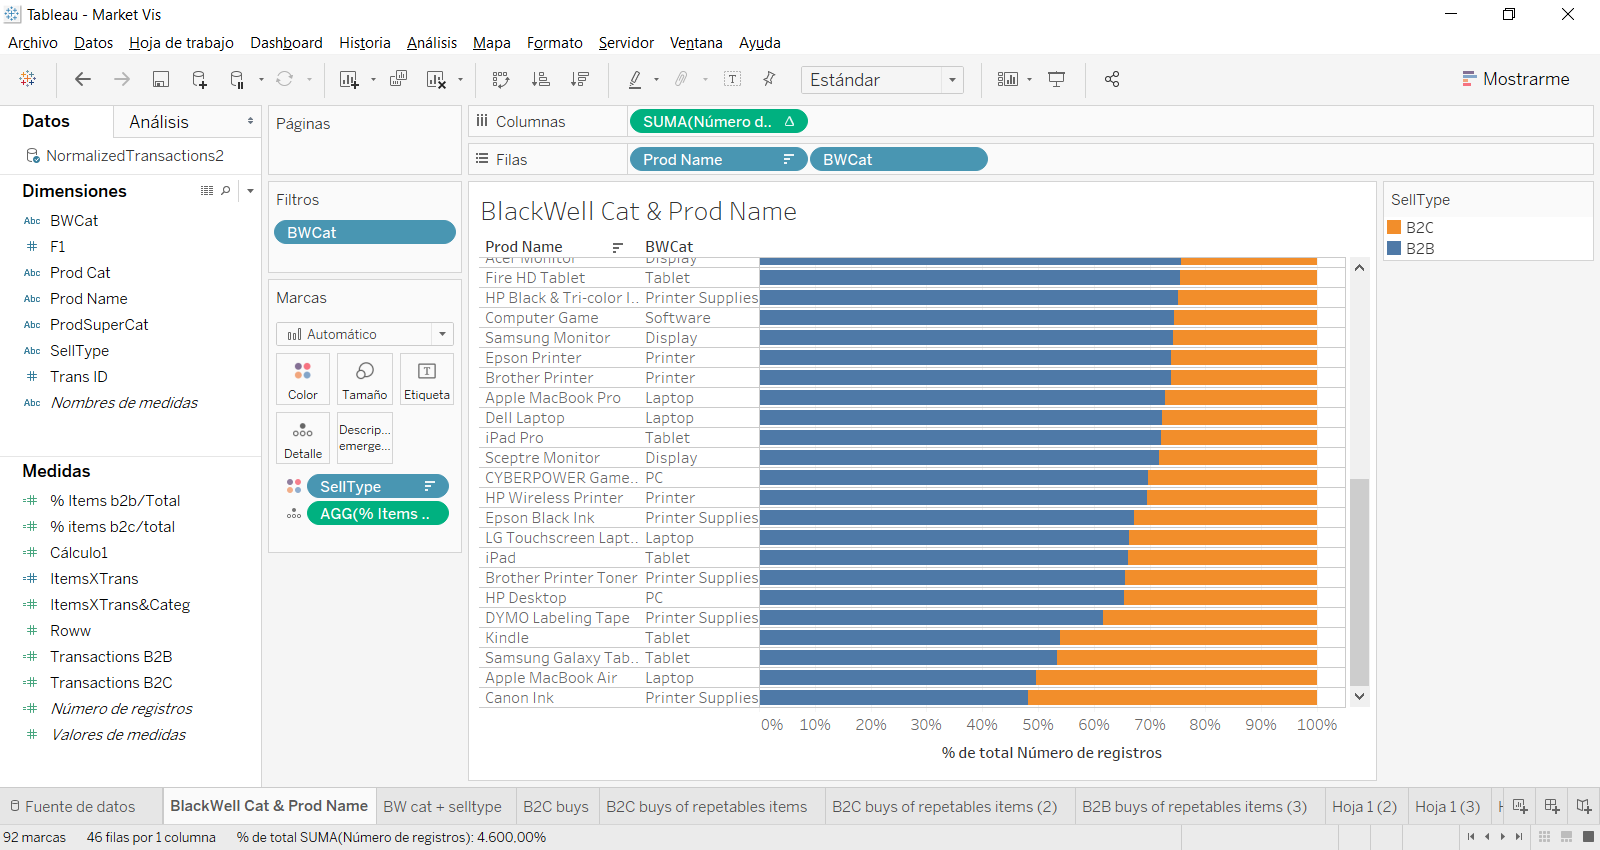 Tableau - Market Vis
Archivo Datos Hoja de trabajo Dashboard Historia Análisis Mapa Formato Servidor Ventana Ayuda
Estándar
Mostrarme
Datos Análisis
NormalizedTransactions2
Dimensiones
Abc BWCat
# F1
Abc Prod Cat
Abc Prod Name
Abc ProdSuperCat
Abc SellType
# Trans ID
Abc Nombres de medidas
Medidas
=# % Items b2b/Total
=# % items b2c/total
=# Cálculo1
=# ItemsXTrans
=# ItemsXTrans&Categ
=# Roww
=# Transactions B2B
=# Transactions B2C
=# Número de registros
# Valores de medidas
Páginas
Filtros
BWCat
Marcas
Automático
Color Tamaño Etiqueta
Detalle Descrip... emerge...
SellType
AGG(% Items ..
Columnas SUMA(Número d.. Δ
Filas Prod Name BWCat
BlackWell Cat & Prod Name
Prod Name BWCat
Acer Monitor Display
Fire HD Tablet Tablet
HP Black & Tri-color I.. Printer Supplies
Computer Game Software
Samsung Monitor Display
Epson Printer Printer
Brother Printer Printer
Apple MacBook Pro Laptop
Dell Laptop Laptop
iPad Pro Tablet
Sceptre Monitor Display
CYBERPOWER Game.. PC
HP Wireless Printer Printer
Epson Black Ink Printer Supplies
LG Touchscreen Lapt.. Laptop
iPad Tablet
Brother Printer Toner Printer Supplies
HP Desktop PC
DYMO Labeling Tape Printer Supplies
Kindle Tablet
Samsung Galaxy Tab.. Tablet
Apple MacBook Air Laptop
Canon Ink Printer Supplies
0% 10% 20% 30% 40% 50% 60% 70% 80% 90% 100%
% de total Número de registros
SellType
B2C
B2B
Fuente de datos BlackWell Cat & Prod Name BW cat + selltype B2C buys B2C buys of repetables items B2C buys of repetables items (2) B2B buys of repetables items (3) Hoja 1 (2) Hoja 1 (3) H
92 marcas 46 filas por 1 columna % de total SUMA(Número de registros): 4.600,00%